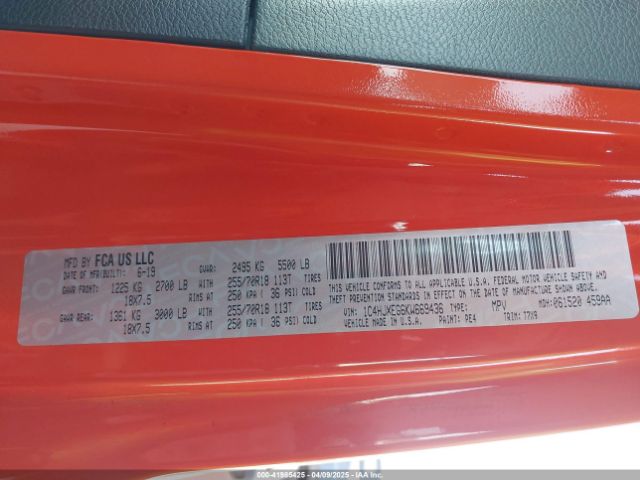 MFD BY FCA US LLC
DATE OF MFR(BUILT): 6-19 GVWR: 2495 KG 5500 LB
GAWR FRONT: 1225 KG 2700 LB WITH 255/70R18 113T TIRES
18X7.5 RIMS AT 250 KPA ( 36 PSI) COLD
GAWR REAR: 1361 KG 3000 LB WITH 255/70R18 113T TIRES
18X7.5 RIMS AT 250 KPA ( 36 PSI) COLD
THIS VEHICLE CONFORMS TO ALL APPLICABLE U.S.A. FEDERAL MOTOR VEHICLE SAFETY AND
THEFT PREVENTION STANDARDS IN EFFECT ON THE DATE OF MANUFACTURE SHOWN ABOVE.
VIN: 1C4HJXEG6KW669436 TYPE: MPV MDH: 061520 459AA
VEHICLE MADE IN U.S.A. PAINT: PE4 TRIM: T7X9
000-41985425 04/09/2025 IAAI.COM